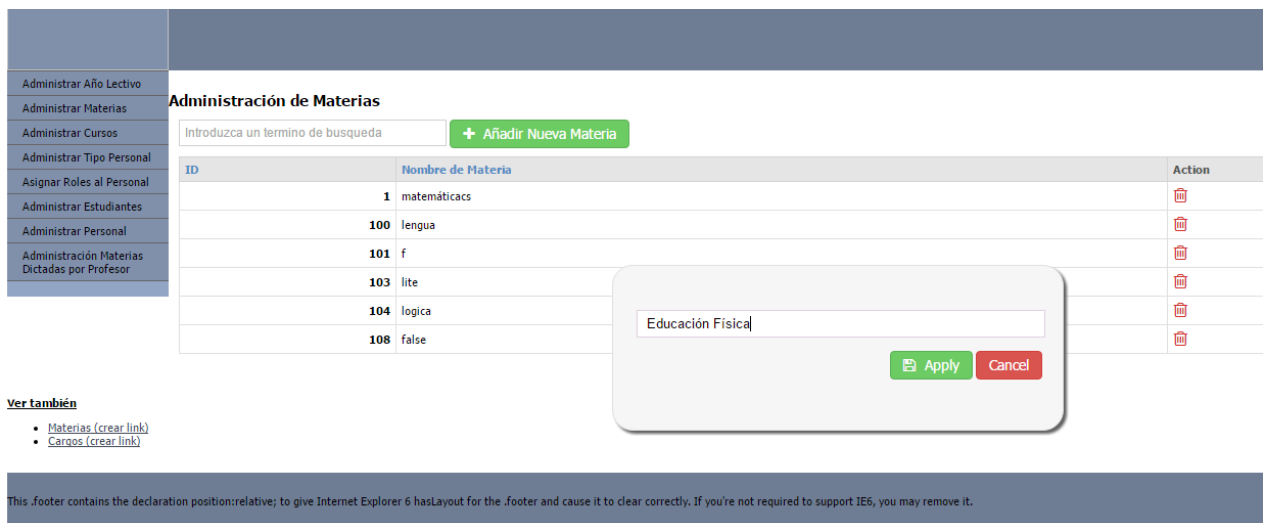 Administrar Año Lectivo
Administrar Materias
Administrar Cursos
Administrar Tipo Personal
Asignar Roles al Personal
Administrar Estudiantes
Administrar Personal
Administración Materias
Dictadas por Profesor
Administración de Materias
Introduzca un termino de busqueda
Añadir Nueva Materia
ID Nombre de Materia Action
1 matemáticacs
100 lengua
101 f
103 lite
104 logica
108 false
Educación Física
Apply Cancel
Ver también
Materias (crear link)
Cargos (crear link)
This .footer contains the declaration position:relative; to give Internet Explorer 6 hasLayout for the .footer and cause it to clear correctly. If you're not required to support IE6, you may remove it.